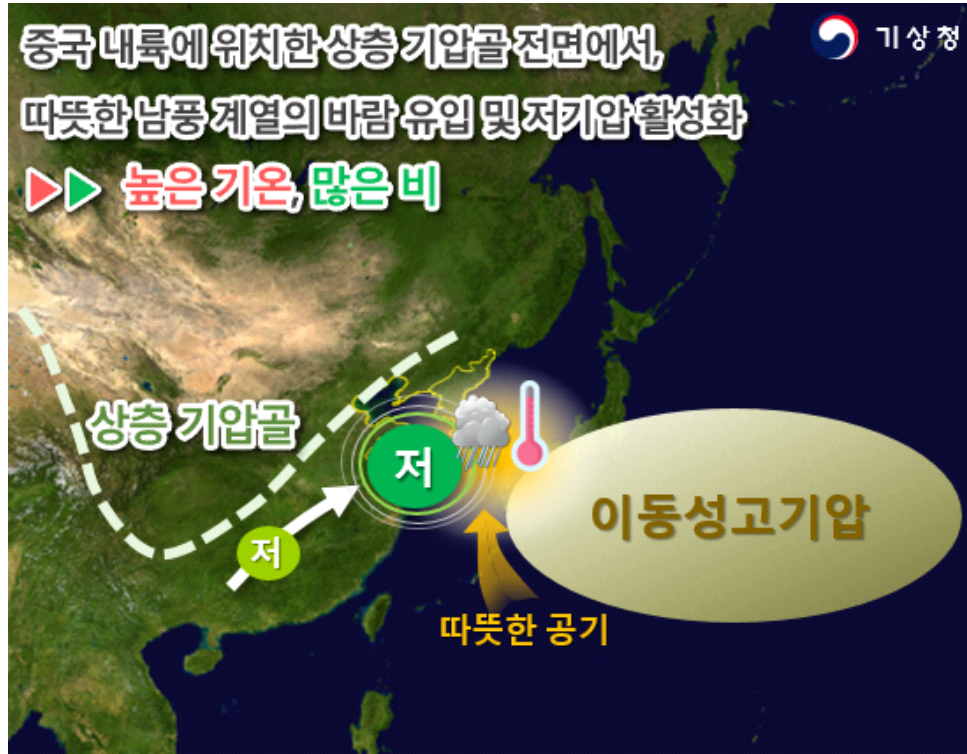 중국 내륙에 위치한 상층 기압골 전면에서,
기상청
따뜻한 남풍 계열의 바람 유입 및 저기압 활성화
높은 기온, 많은 비
상층 기압골
저
저
이동성고기압
따뜻한 공기